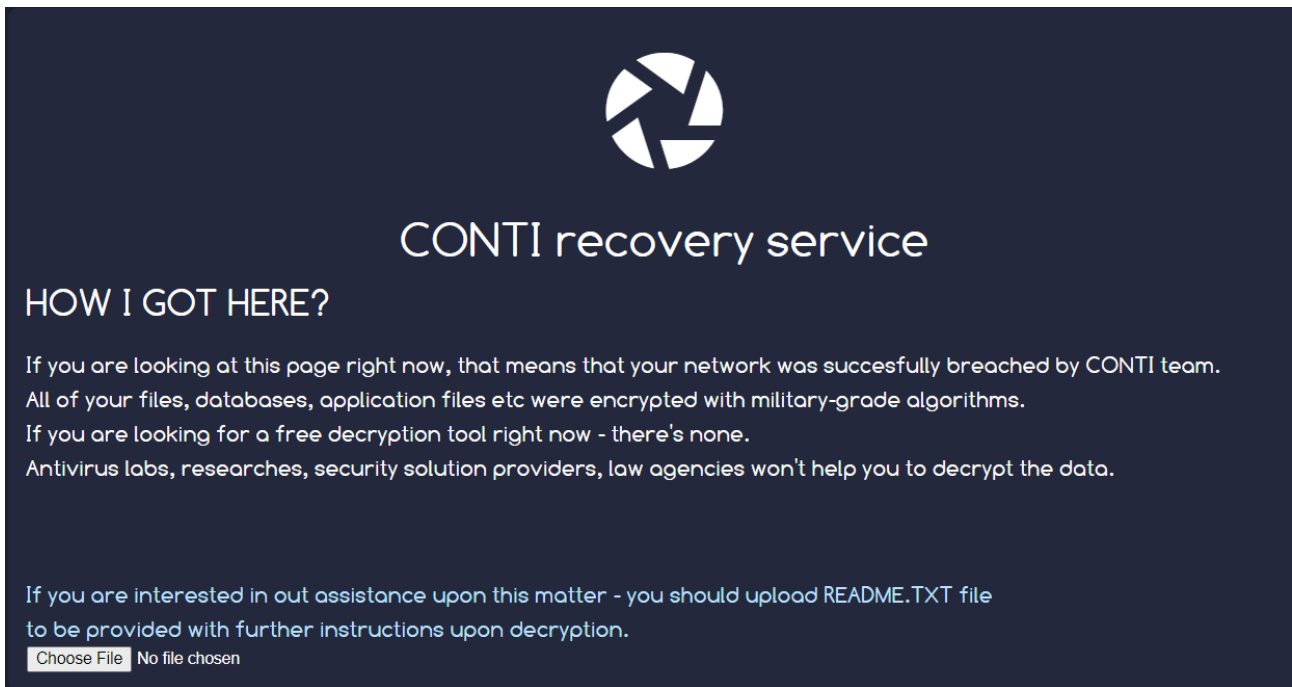 CONTI recovery service
HOW I GOT HERE?
If you are looking at this page right now, that means that your network was succesfully breached by CONTI team.
All of your files, databases, application files etc were encrypted with military-grade algorithms.
If you are looking for a free decryption tool right now - there's none.
Antivirus labs, researches, security solution providers, law agencies won't help you to decrypt the data.
If you are interested in out assistance upon this matter - you should upload README.TXT file
to be provided with further instructions upon decryption.
Choose File No file chosen